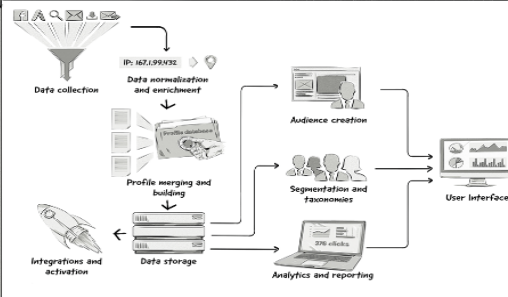 Data collection
IP: 167.1.99.432
Data normalization
and enrichment
Profile database
Profile merging and
building
Data storage
Integrations and
activation
Audience creation
Segmentation and
taxonomies
276 clicks
Analytics and reporting
User Interface